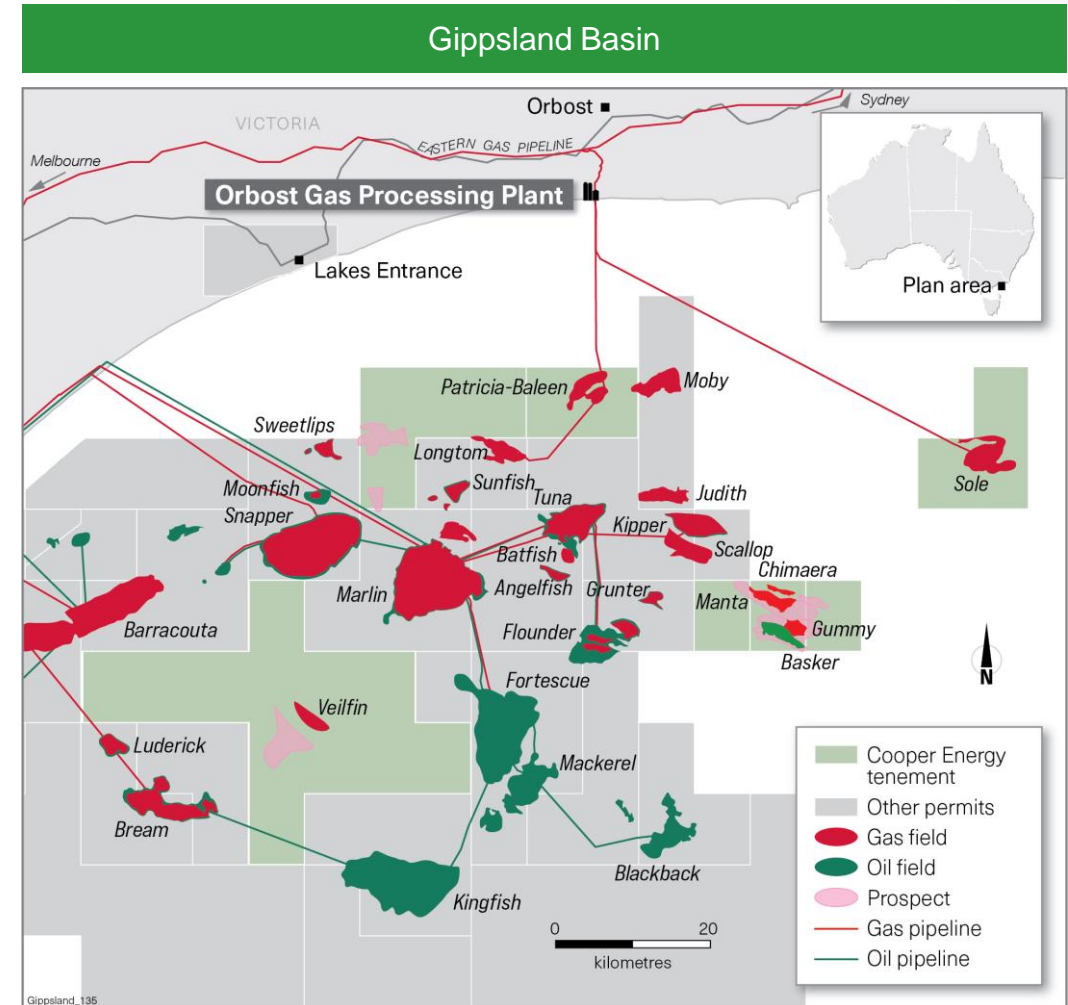 Gippsland Basin
Orbost
Sydney
VICTORIA
EASTERN GAS PIPELINE
Melbourne
Orbost Gas Processing Plant
Lakes Entrance
Plan area
Patricia-Baleen
Moby
Sweetlips
Longtom
Sole
Moonfish
Sunfish
Tuna
Judith
Snapper
Kipper
Batfish
Scallop
Chimaera
Marlin
Angelfish
Grunter
Manta
Barracouta
Flounder
Gummy
Basker
Fortescue
N
Veilfin
Luderick
Mackerel
Bream
Blackback
Kingfish
0 20
kilometres
Cooper Energy
tenement
Other permits
Gas field
Oil field
Prospect
Gas pipeline
Oil pipeline
Gippsland_135